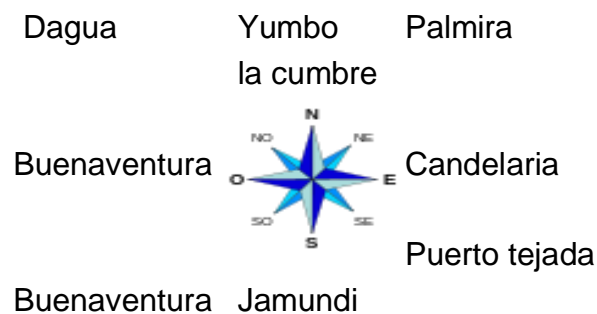 Dagua Yumbo Palmira
la cumbre
N
NO NE
Buenaventura O E Candelaria
SO SE
S
Puerto tejada
Buenaventura Jamundi